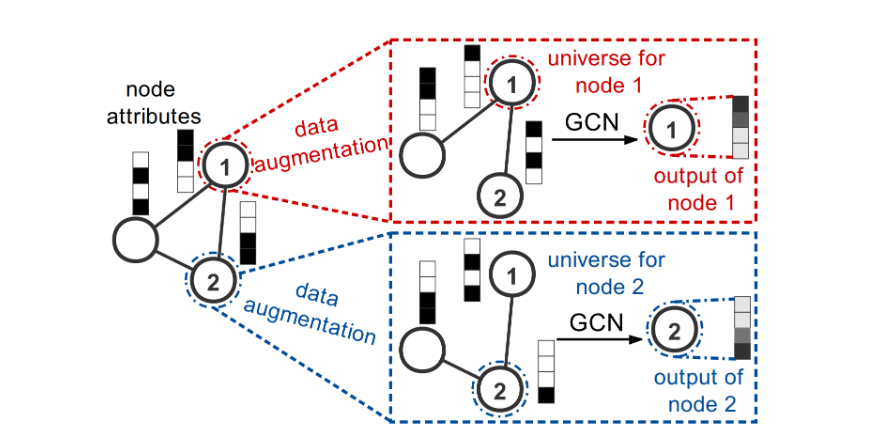 node
attributes
1
2
data
augmentation
data
augmentation
universe for
node 1
1
2
GCN
1
output of
node 1
universe for
node 2
1
2
GCN
2
output of
node 2